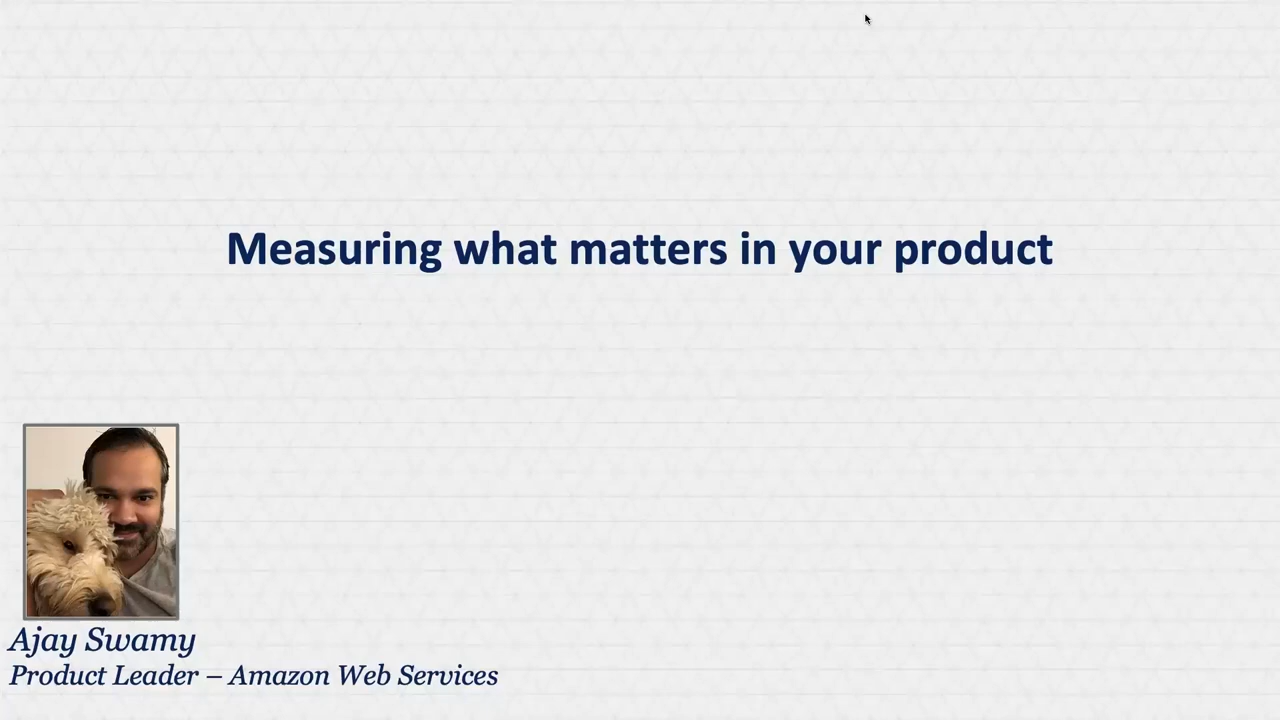 Measuring what matters in your product
Ajay Swamy
Product Leader – Amazon Web Services